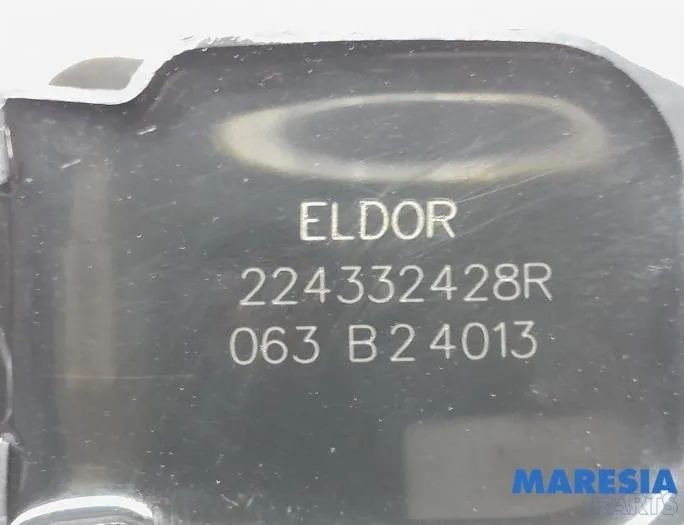 ELDOR
224332428R
063 B24013
MARESIA
PARTS